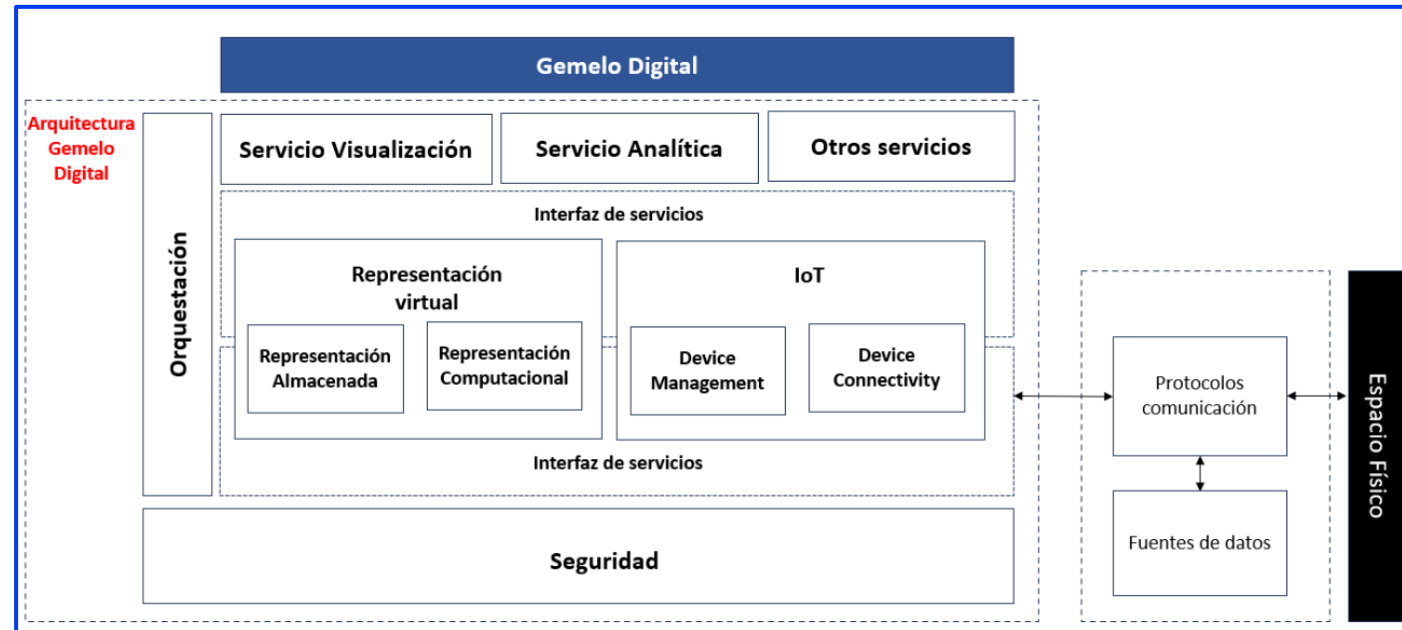 Gemelo Digital
Arquitectura
Gemelo
Digital
Orquestación
Servicio Visualización
Servicio Analítica
Otros servicios
Interfaz de servicios
Representación
virtual
Representación
Almacenada
Representación
Computacional
IoT
Device
Management
Device
Connectivity
Interfaz de servicios
Seguridad
Protocolos
comunicación
Fuentes de datos
Espacio Físico